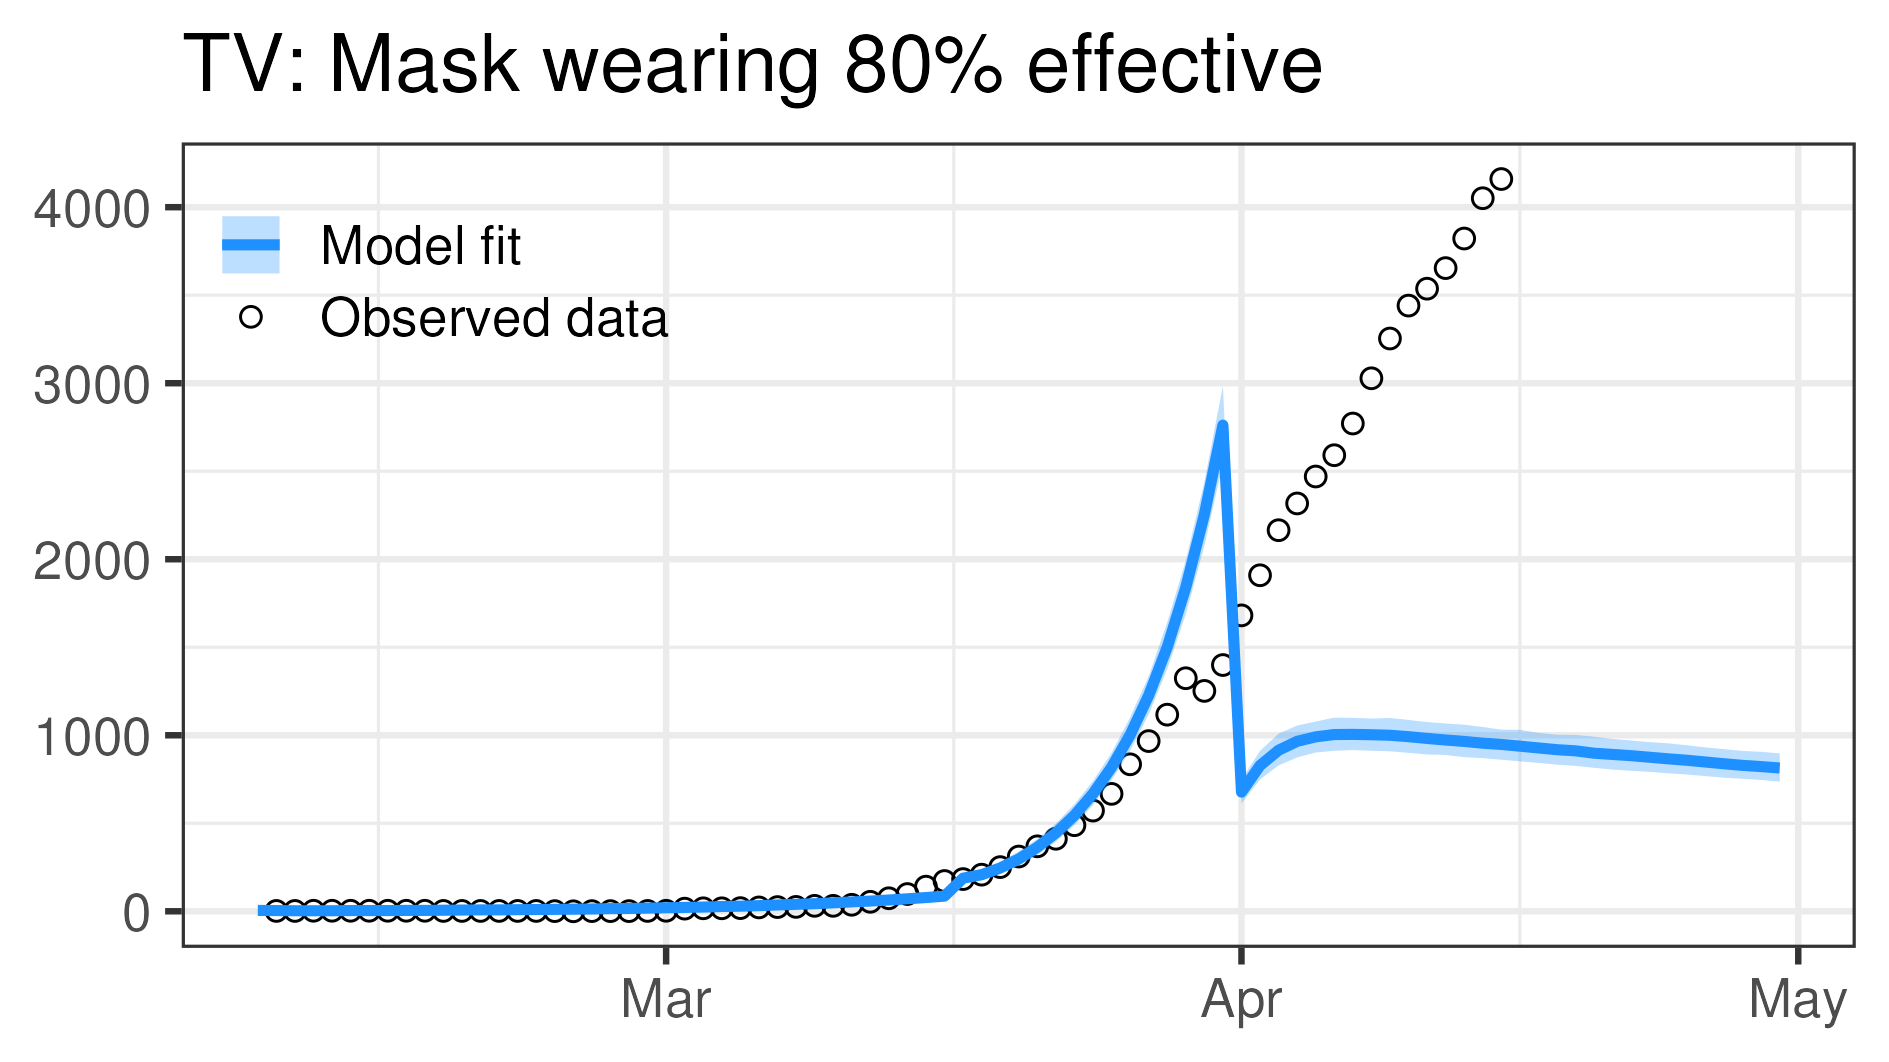 TV: Mask wearing 80% effective
4000
3000
2000
1000
0
Model fit
Observed data
Mar
Apr
May